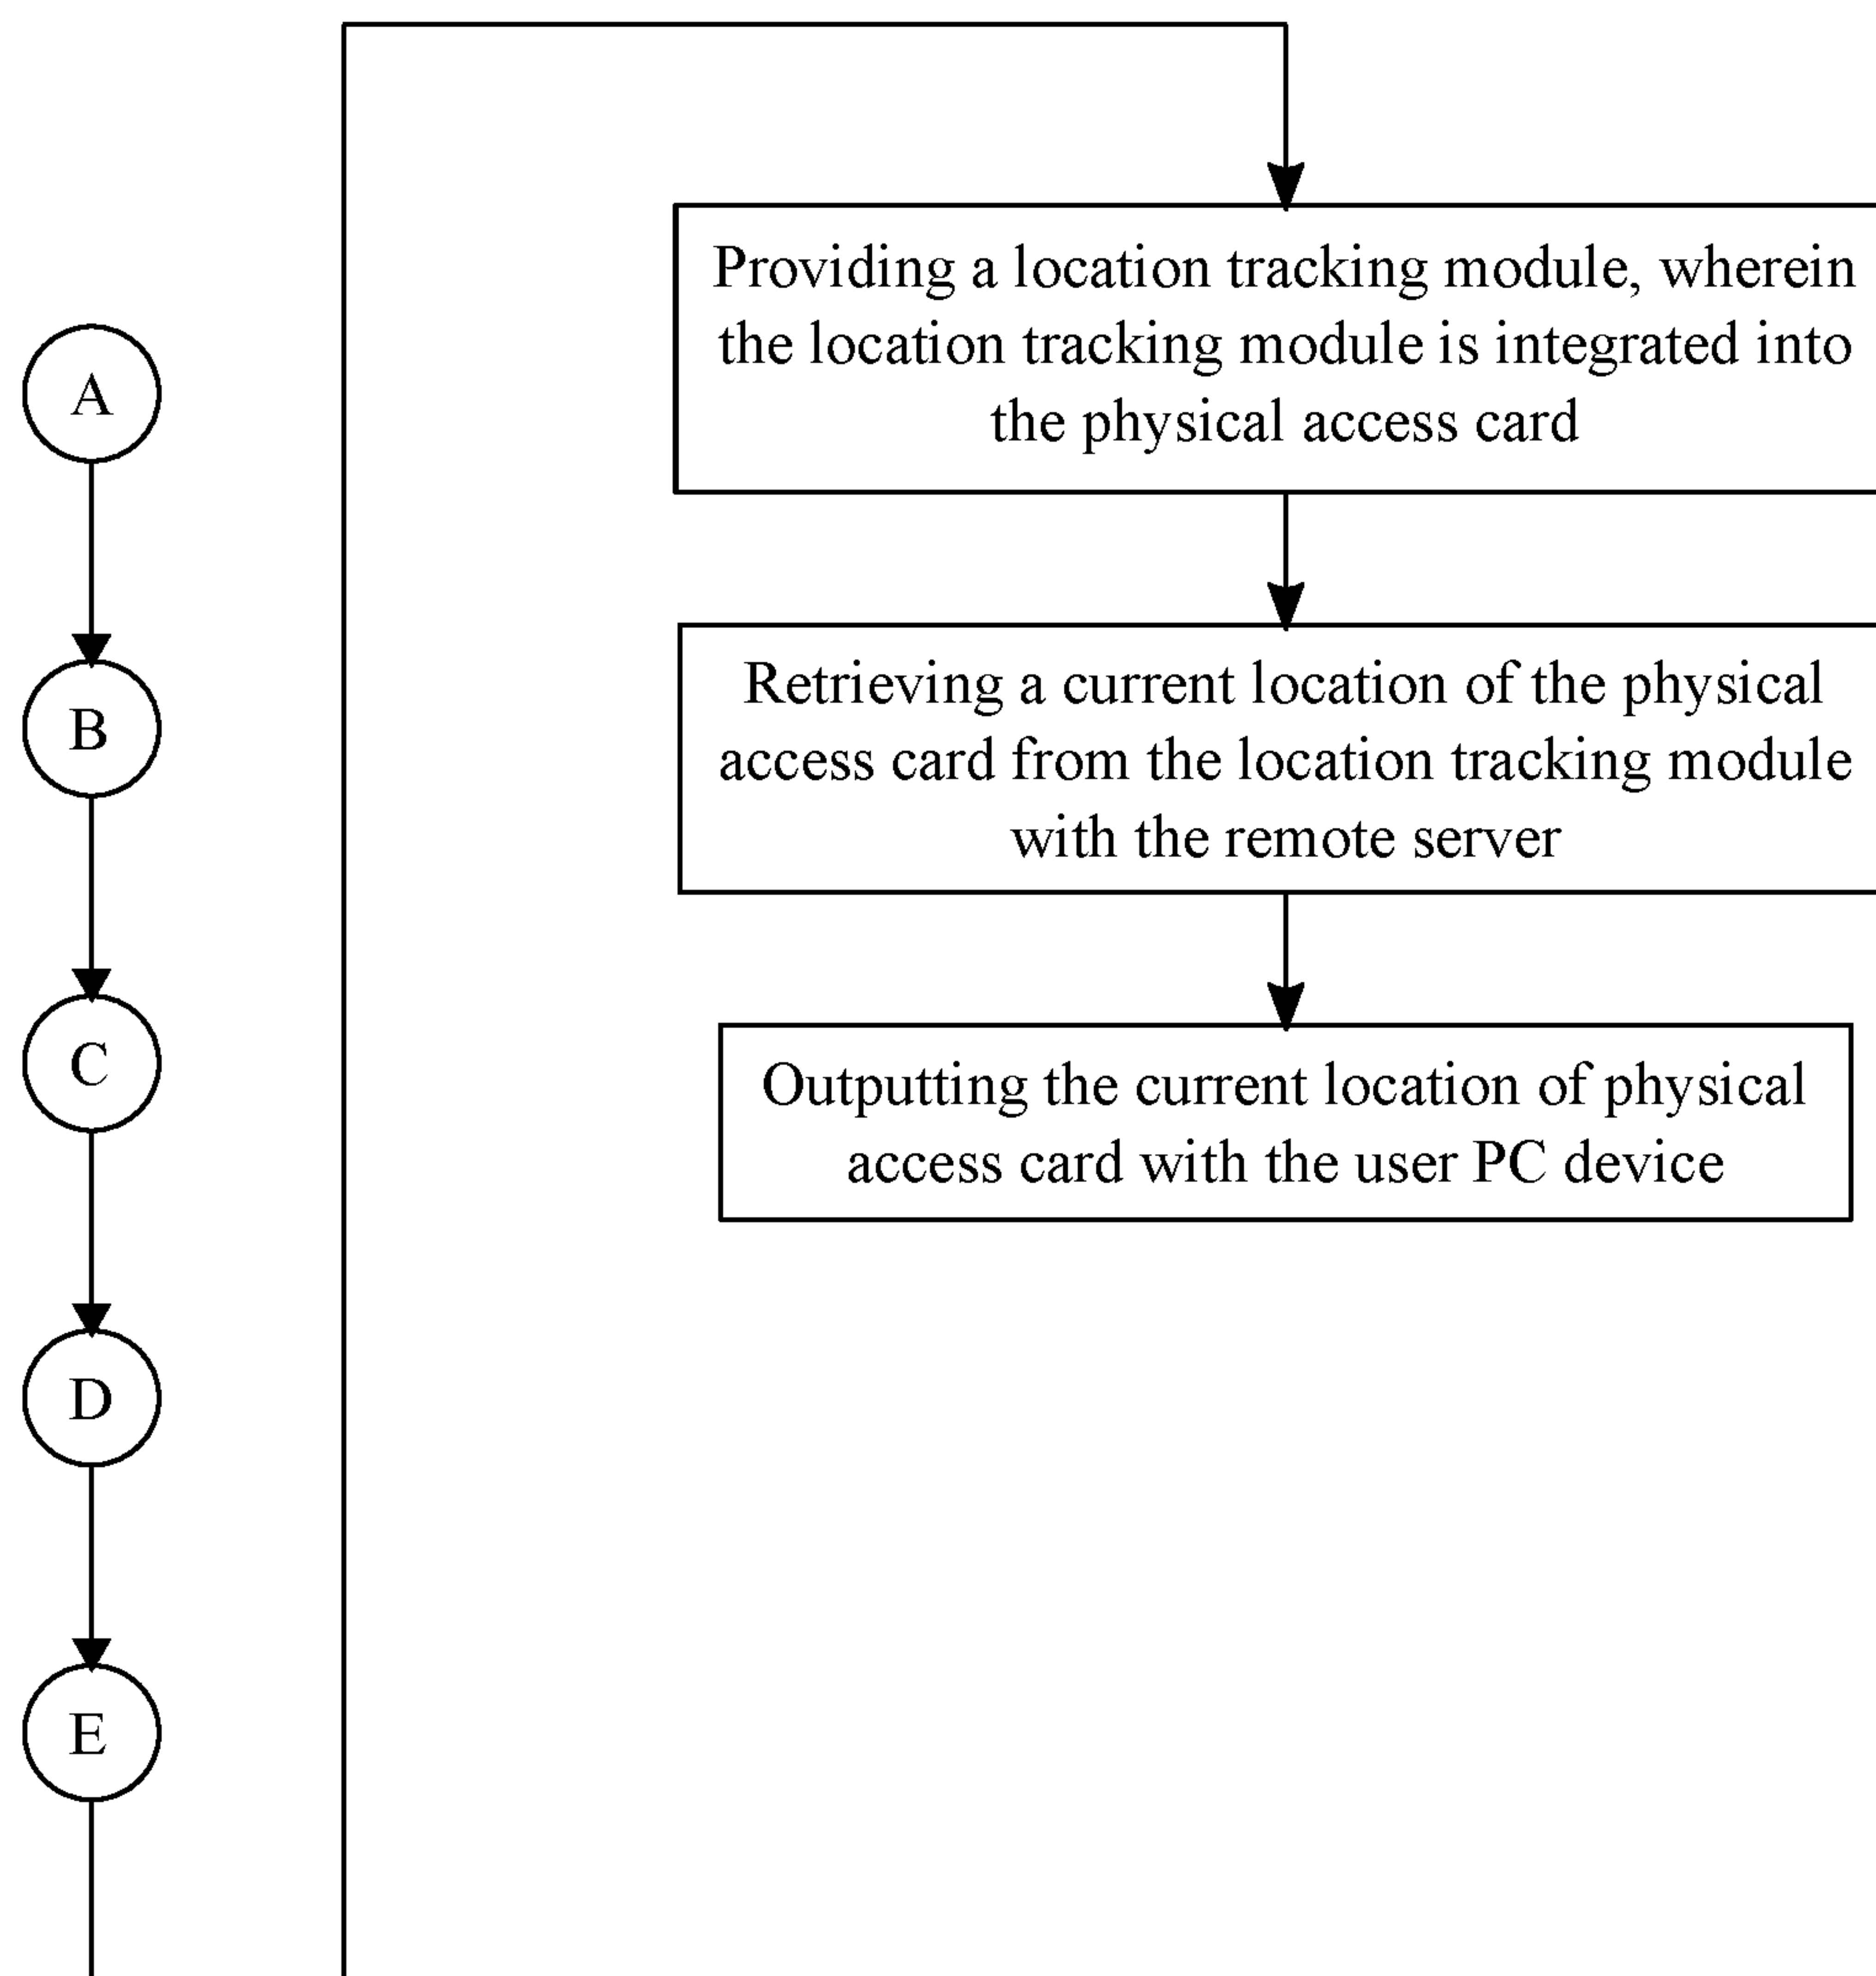 A
B
C
D
E
Providing a location tracking module, wherein
the location tracking module is integrated into
the physical access card
Retrieving a current location of the physical
access card from the location tracking module
with the remote server
Outputting the current location of physical
access card with the user PC device